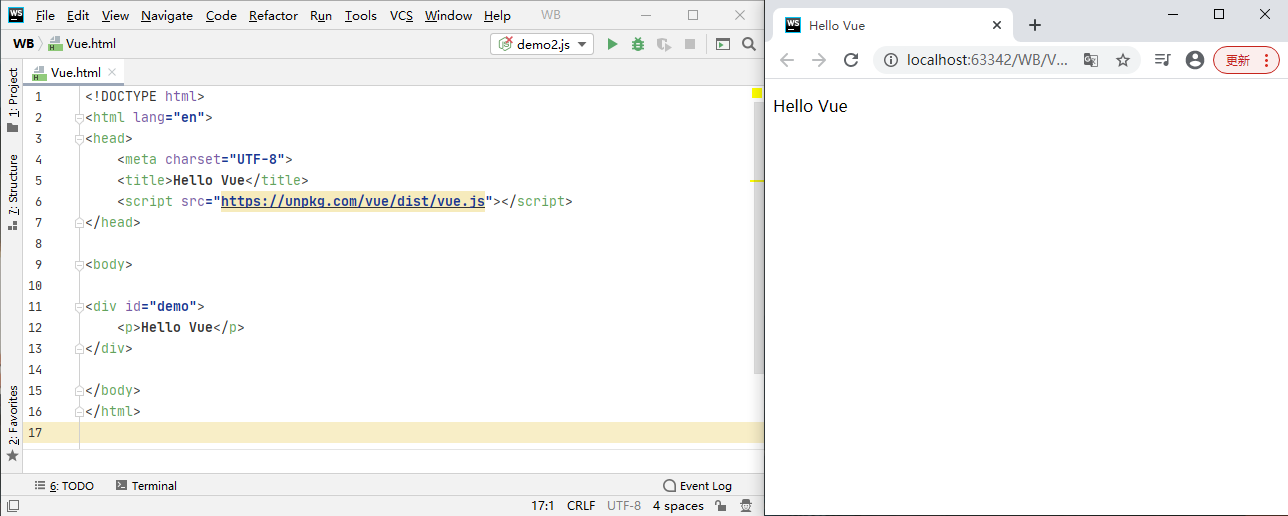 File Edit View Navigate Code Refactor Run Tools VCS Window Help WB
WB Vue.html demo2.js
Vue.html
1 <!DOCTYPE html>
2 <html lang="en">
3 <head>
4 <meta charset="UTF-8">
5 <title>Hello Vue</title>
6 <script src="https://unpkg.com/vue/dist/vue.js"></script>
7 </head>
8
9 <body>
10
11 <div id="demo">
12 <p>Hello Vue</p>
13 </div>
14
15 </body>
16 </html>
17
1: Project
7: Structure
2: Favorites
6: TODO Terminal Event Log
17:1 CRLF UTF-8 4 spaces
Hello Vue
localhost:63342/WB/V... 更新
Hello Vue